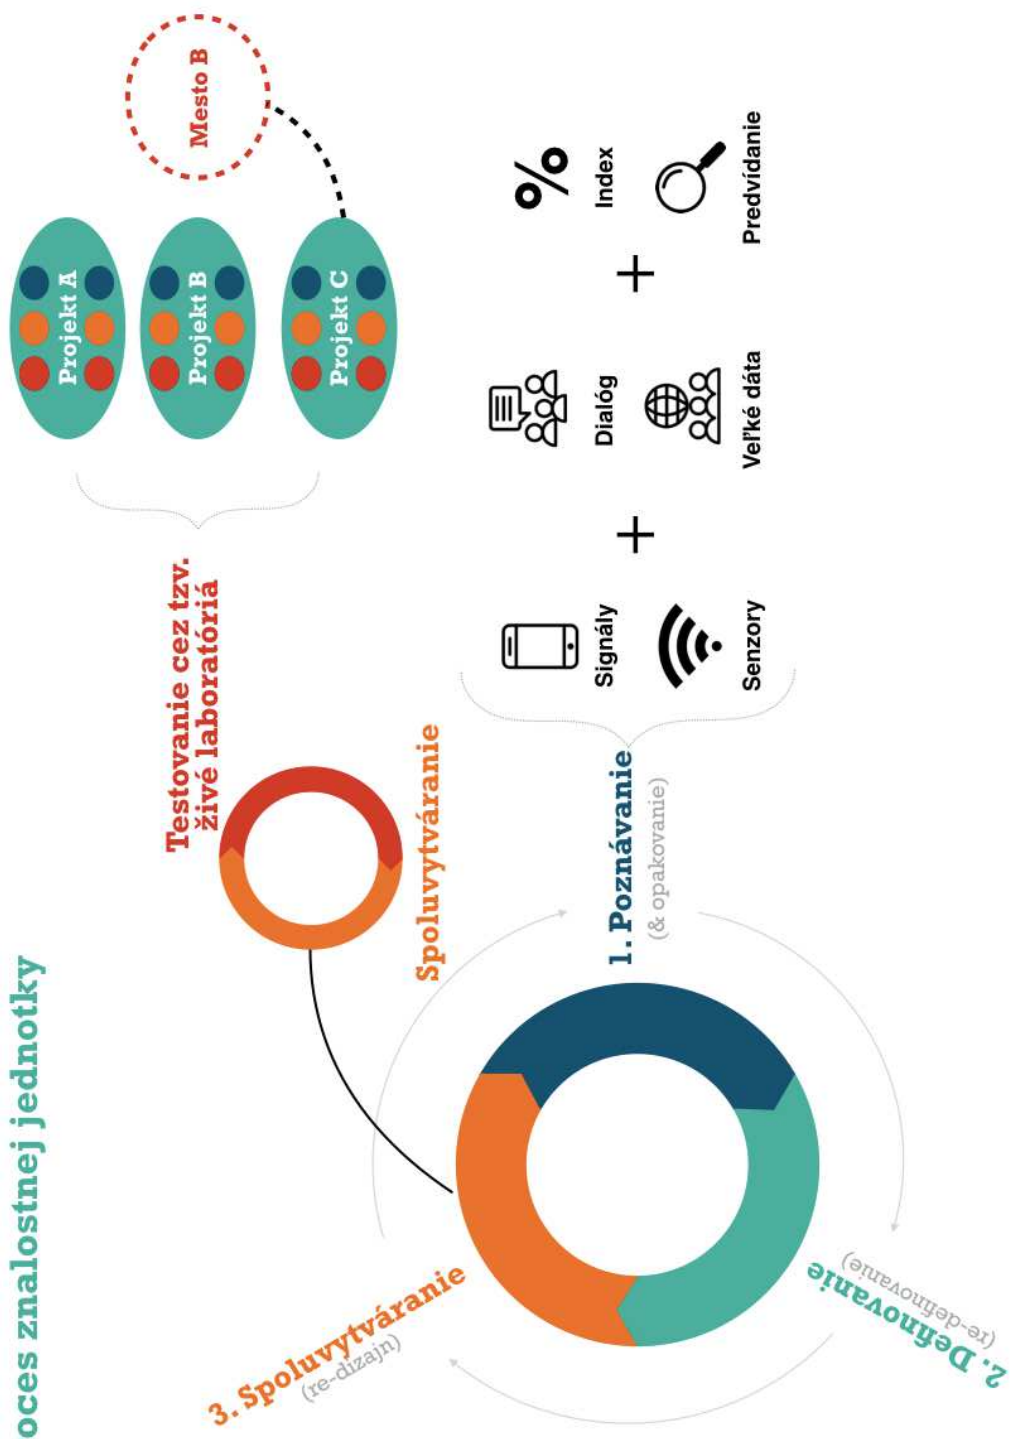 oces znalostnej jednotky
3. Spoluvytváranie
(re-dizajn)
2. Definovanie
(re-definovanie)
1. Poznávanie
(& opakovanie)
Spoluvytváranie
Testovanie cez tzv.
živé laboratóriá
Projekt A
Projekt B
Projekt C
Mesto B
Signály
Senzory
+
Dialóg
Veľké dáta
+
%
Index
Predvídanie